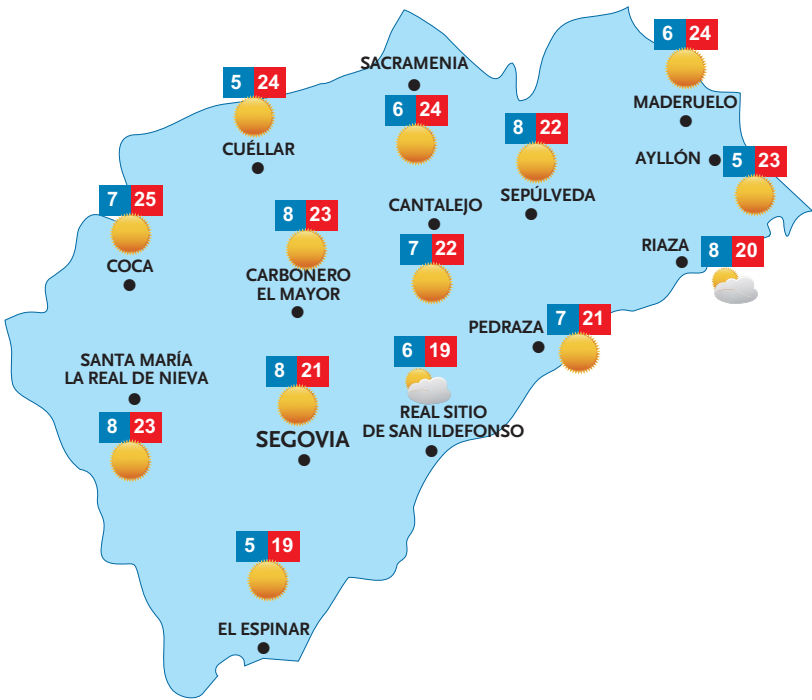 6 24
MADERUELO
SACRAMENIA
6 24
5 24
CUÉLLAR
8 22
SEPÚLVEDA
AYLLÓN
5 23
7 25
COCA
8 23
CARBONERO
EL MAYOR
CANTALEJO
7 22
RIAZA
8 20
PEDRAZA
7 21
SANTA MARÍA
LA REAL DE NIEVA
8 23
8 21
SEGOVIA
6 19
REAL SITIO
DE SAN ILDEFONSO
5 19
EL ESPINAR